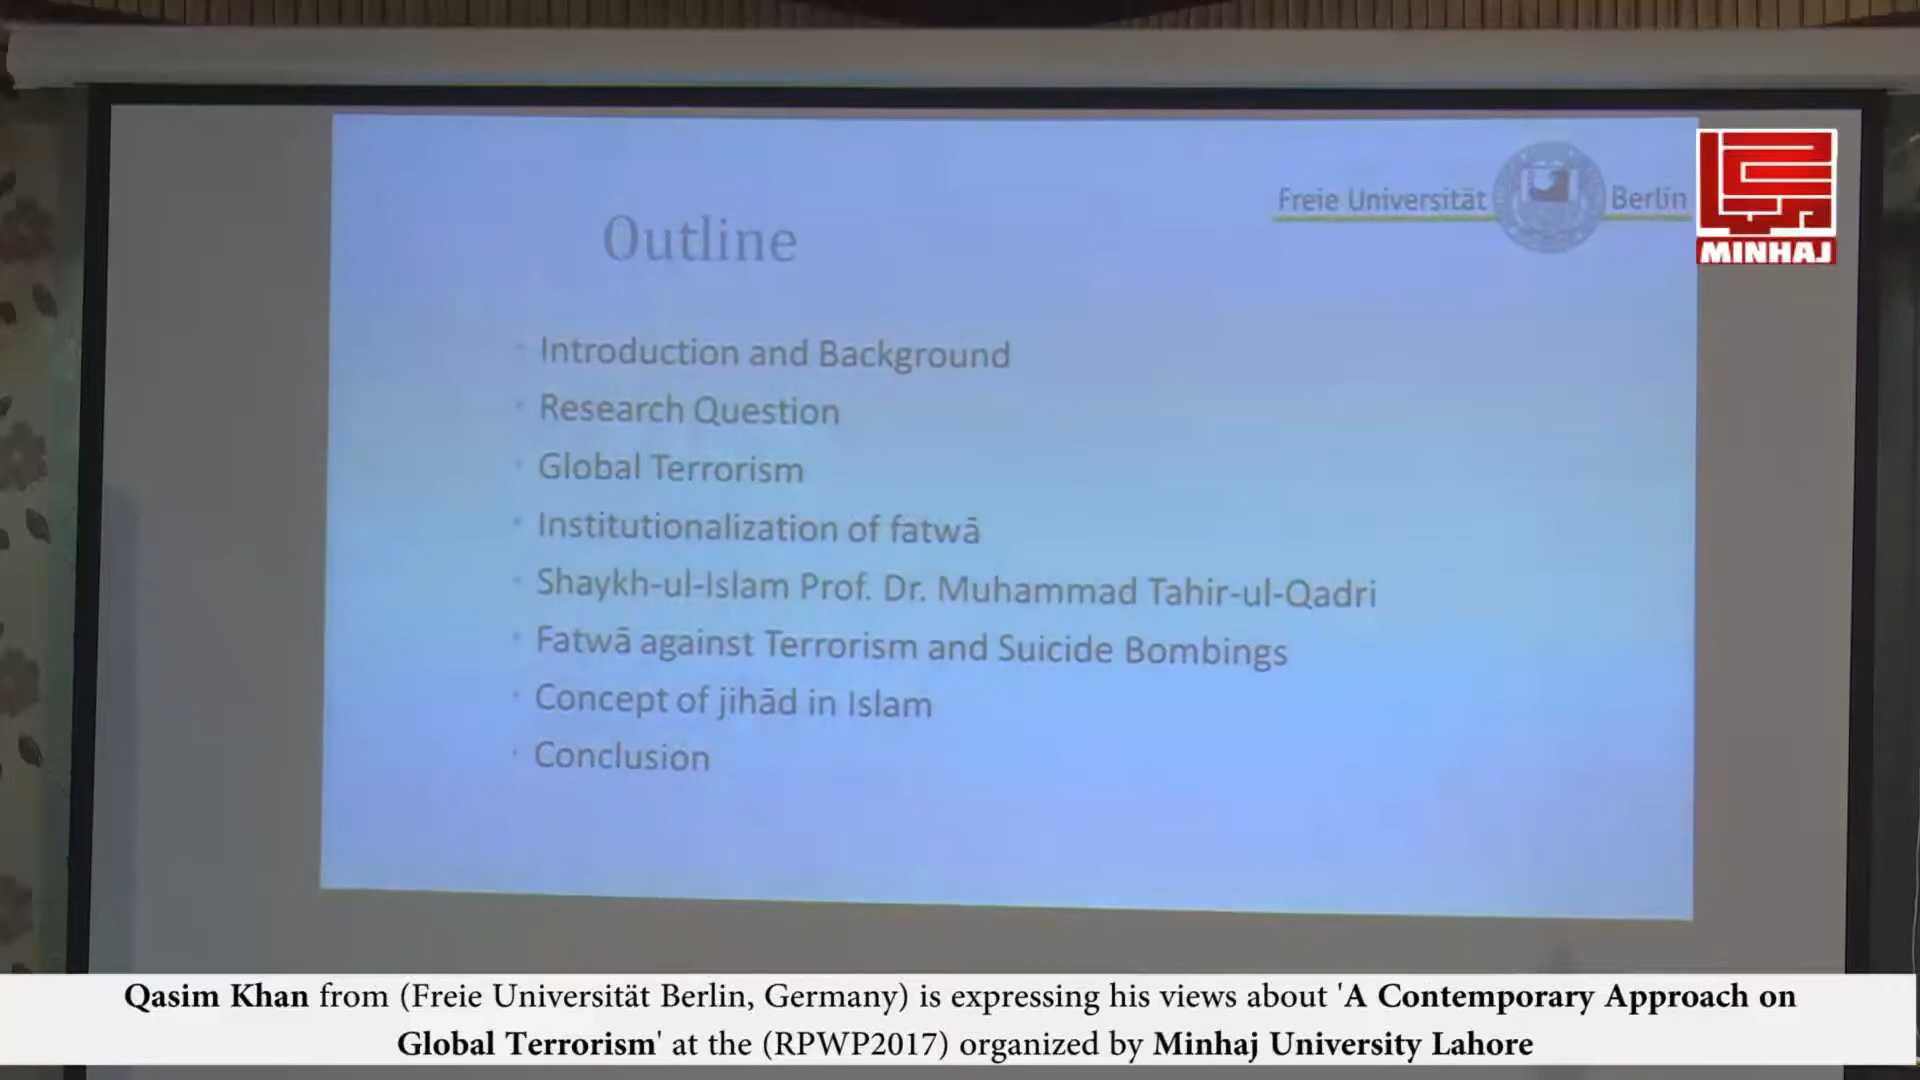 Freie Universität Berlin
MINHAJ
Outline
Introduction and Background
Research Question
Global Terrorism
Institutionalization of fatwā
Shaykh-ul-Islam Prof. Dr. Muhammad Tahir-ul-Qadri
Fatwā against Terrorism and Suicide Bombings
Concept of jihād in Islam
Conclusion
Qasim Khan from (Freie Universität Berlin, Germany) is expressing his views about 'A Contemporary Approach on
Global Terrorism' at the (RPWP2017) organized by Minhaj University Lahore